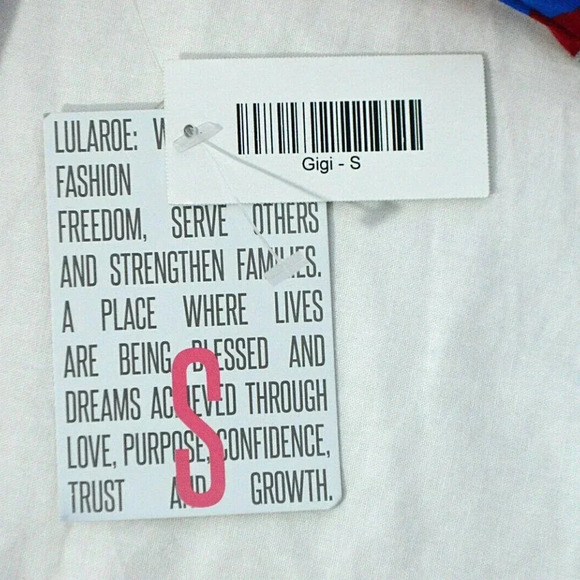 Gigi - S
LULAROE:
FASHION
FREEDOM, SERVE OTHERS
AND STRENGTHEN FAMILIES.
A PLACE WHERE LIVES
ARE BEING BLESSED AND
DREAMS ACHIEVED THROUGH
LOVE, PURPOSE, CONFIDENCE,
TRUST AND GROWTH.
S